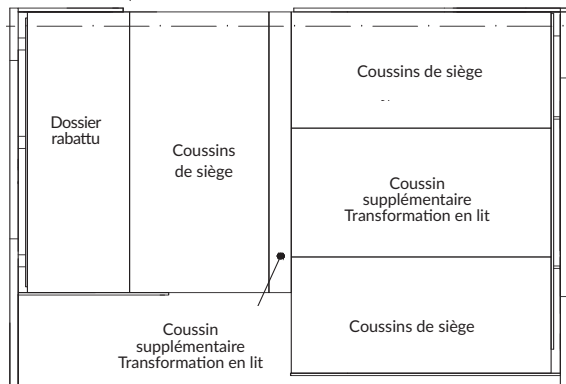 Coussins de siège
Dossier
rabattu
Coussins
de siège
Coussin
supplémentaire
Transformation en lit
Coussins de siège
Coussin
supplémentaire
Transformation en lit